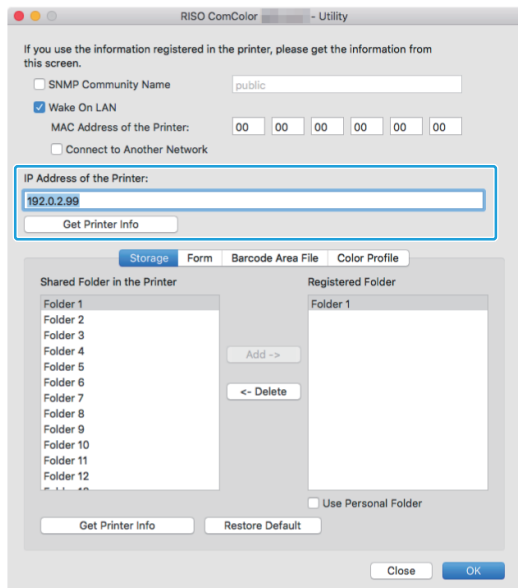 RISO ComColor - Utility
If you use the information registered in the printer, please get the information from
this screen.
SNMP Community Name
public
Wake On LAN
MAC Address of the Printer:
00 00 00 00 00 00
Connect to Another Network
IP Address of the Printer:
192.0.2.99
Get Printer Info
Storage Form Barcode Area File Color Profile
Shared Folder in the Printer
Folder 1
Folder 2
Folder 3
Folder 4
Folder 5
Folder 6
Folder 7
Folder 8
Folder 9
Folder 10
Folder 11
Folder 12
Add ->
<- Delete
Registered Folder
Folder 1
Use Personal Folder
Get Printer Info Restore Default
Close OK